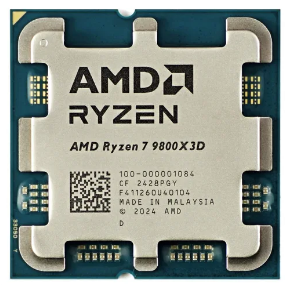 AMD
RYZEN
AMD Ryzen 7 9800X3D
100-000001084
CF 2428PGY
F411260U40104
MADE IN MALAYSIA
© 2024 AMD
D